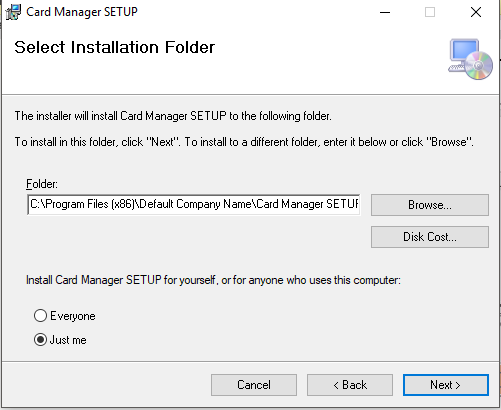 Card Manager SETUP
Select Installation Folder
The installer will install Card Manager SETUP to the following folder.
To install in this folder, click "Next". To install to a different folder, enter it below or click "Browse".
Folder:
C:\Program Files (x86)\Default Company Name\Card Manager SETUP
Browse...
Disk Cost...
Install Card Manager SETUP for yourself, or for anyone who uses this computer:
Everyone
Just me
Cancel
< Back
Next >